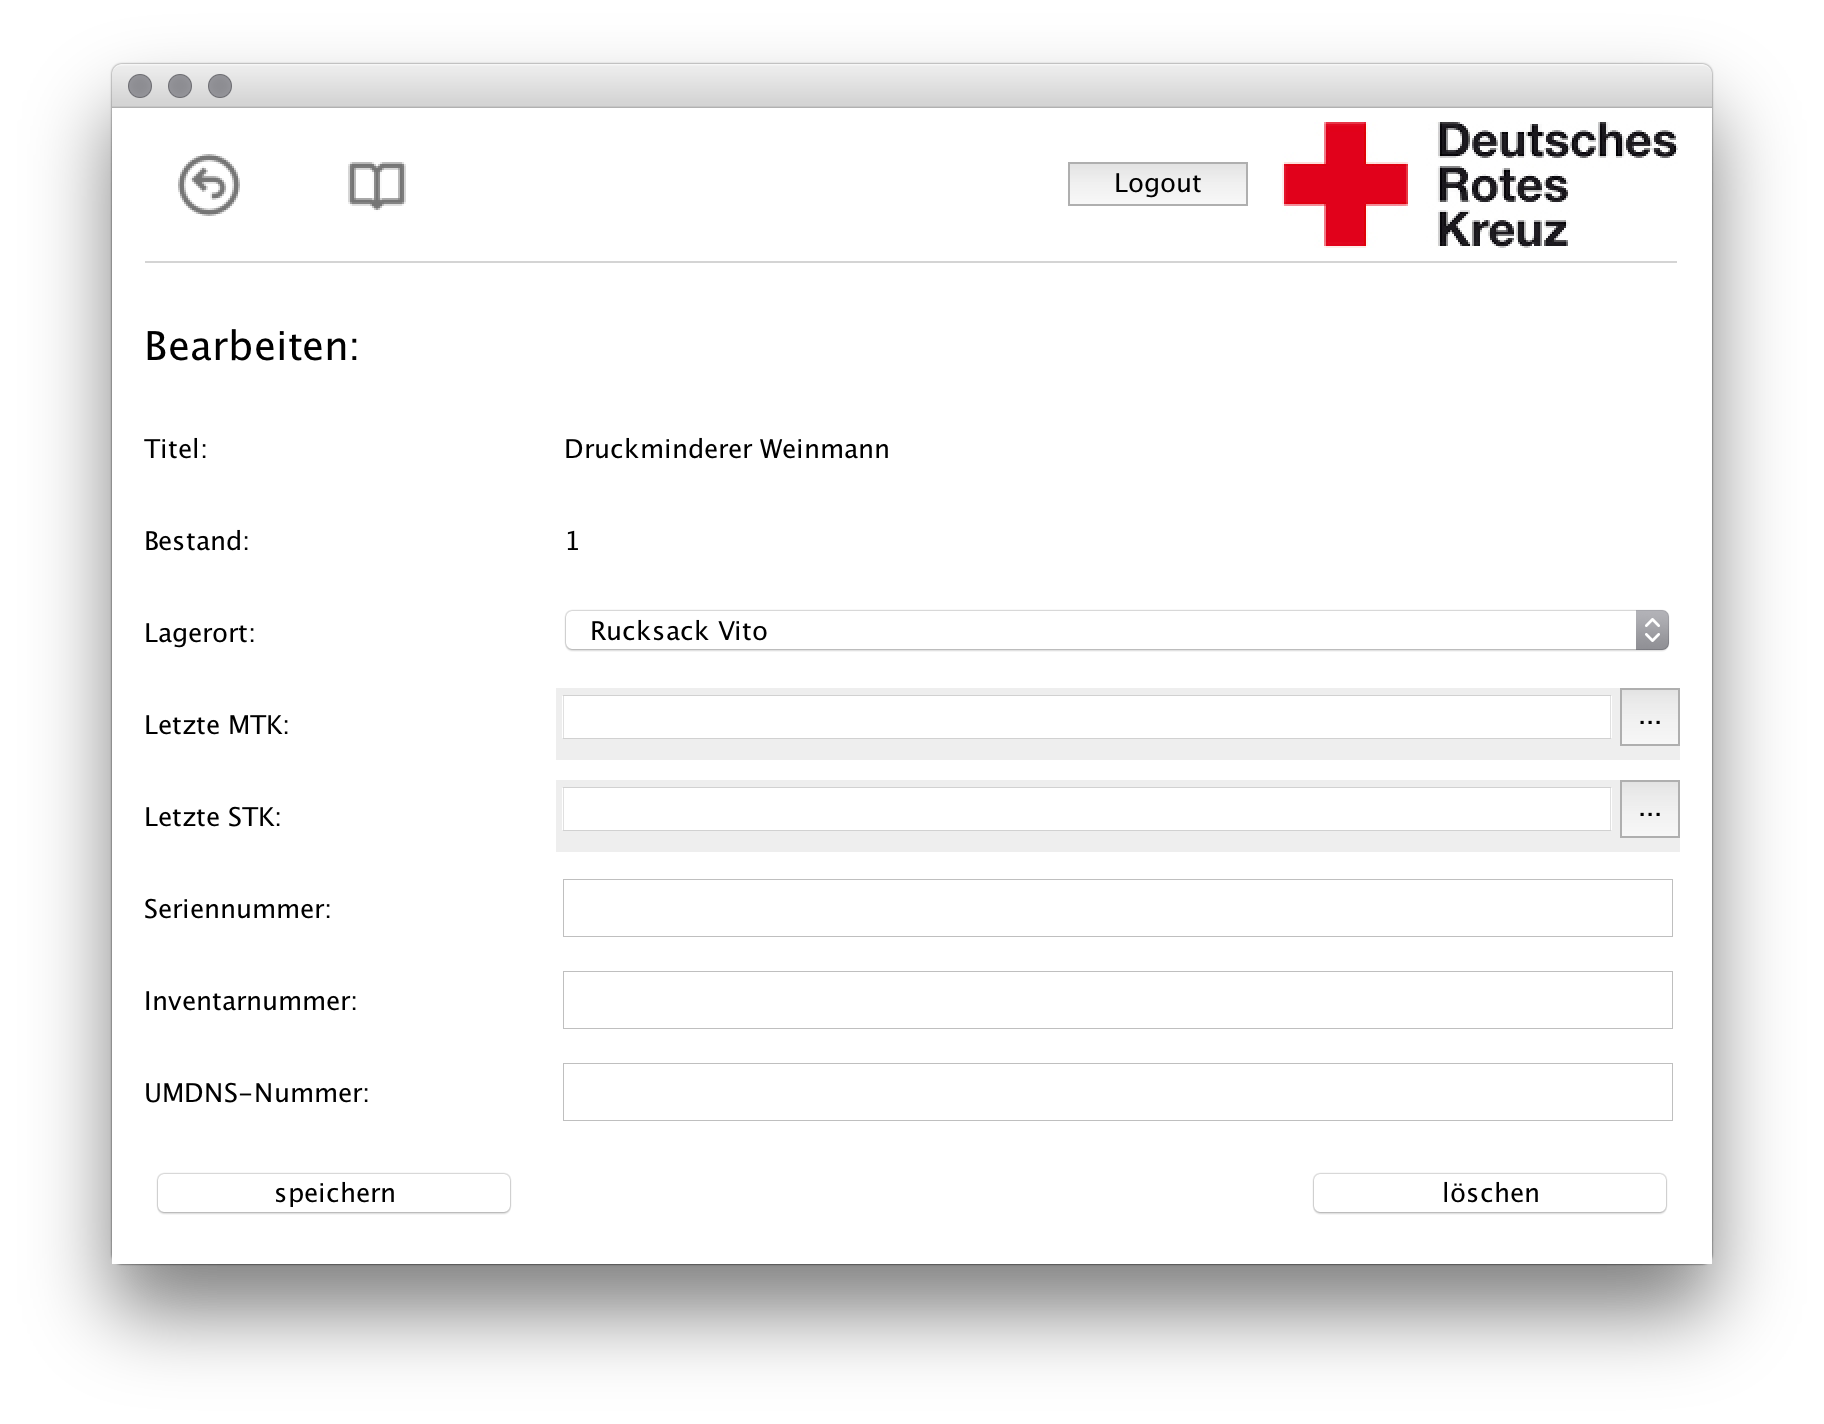 Logout
Deutsches
Rotes
Kreuz
Bearbeiten:
Titel: Druckminderer Weinmann
Bestand: 1
Lagerort: Rucksack Vito
Letzte MTK: ...
Letzte STK: ...
Seriennummer:
Inventarnummer:
UMDNS-Nummer:
speichern löschen